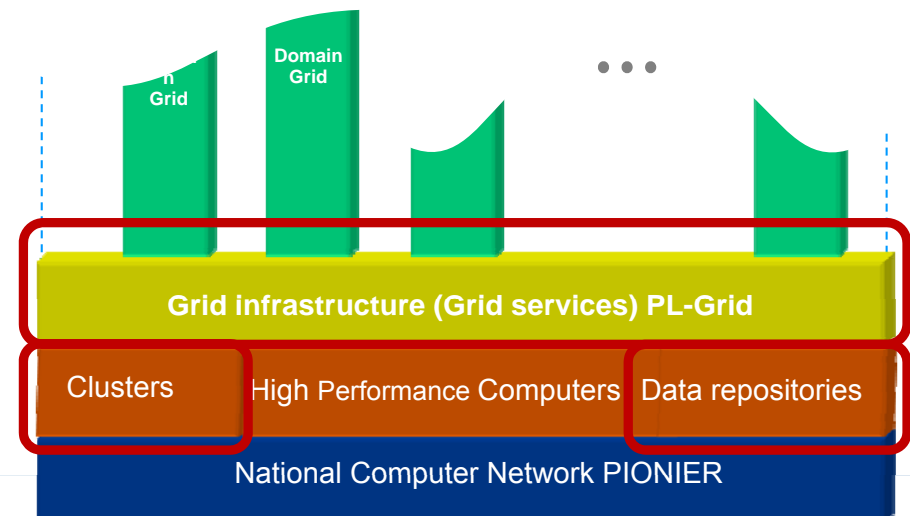 n
Grid
Domain
Grid
...
Grid infrastructure (Grid services) PL-Grid
Clusters
High Performance Computers
Data repositories
National Computer Network PIONIER